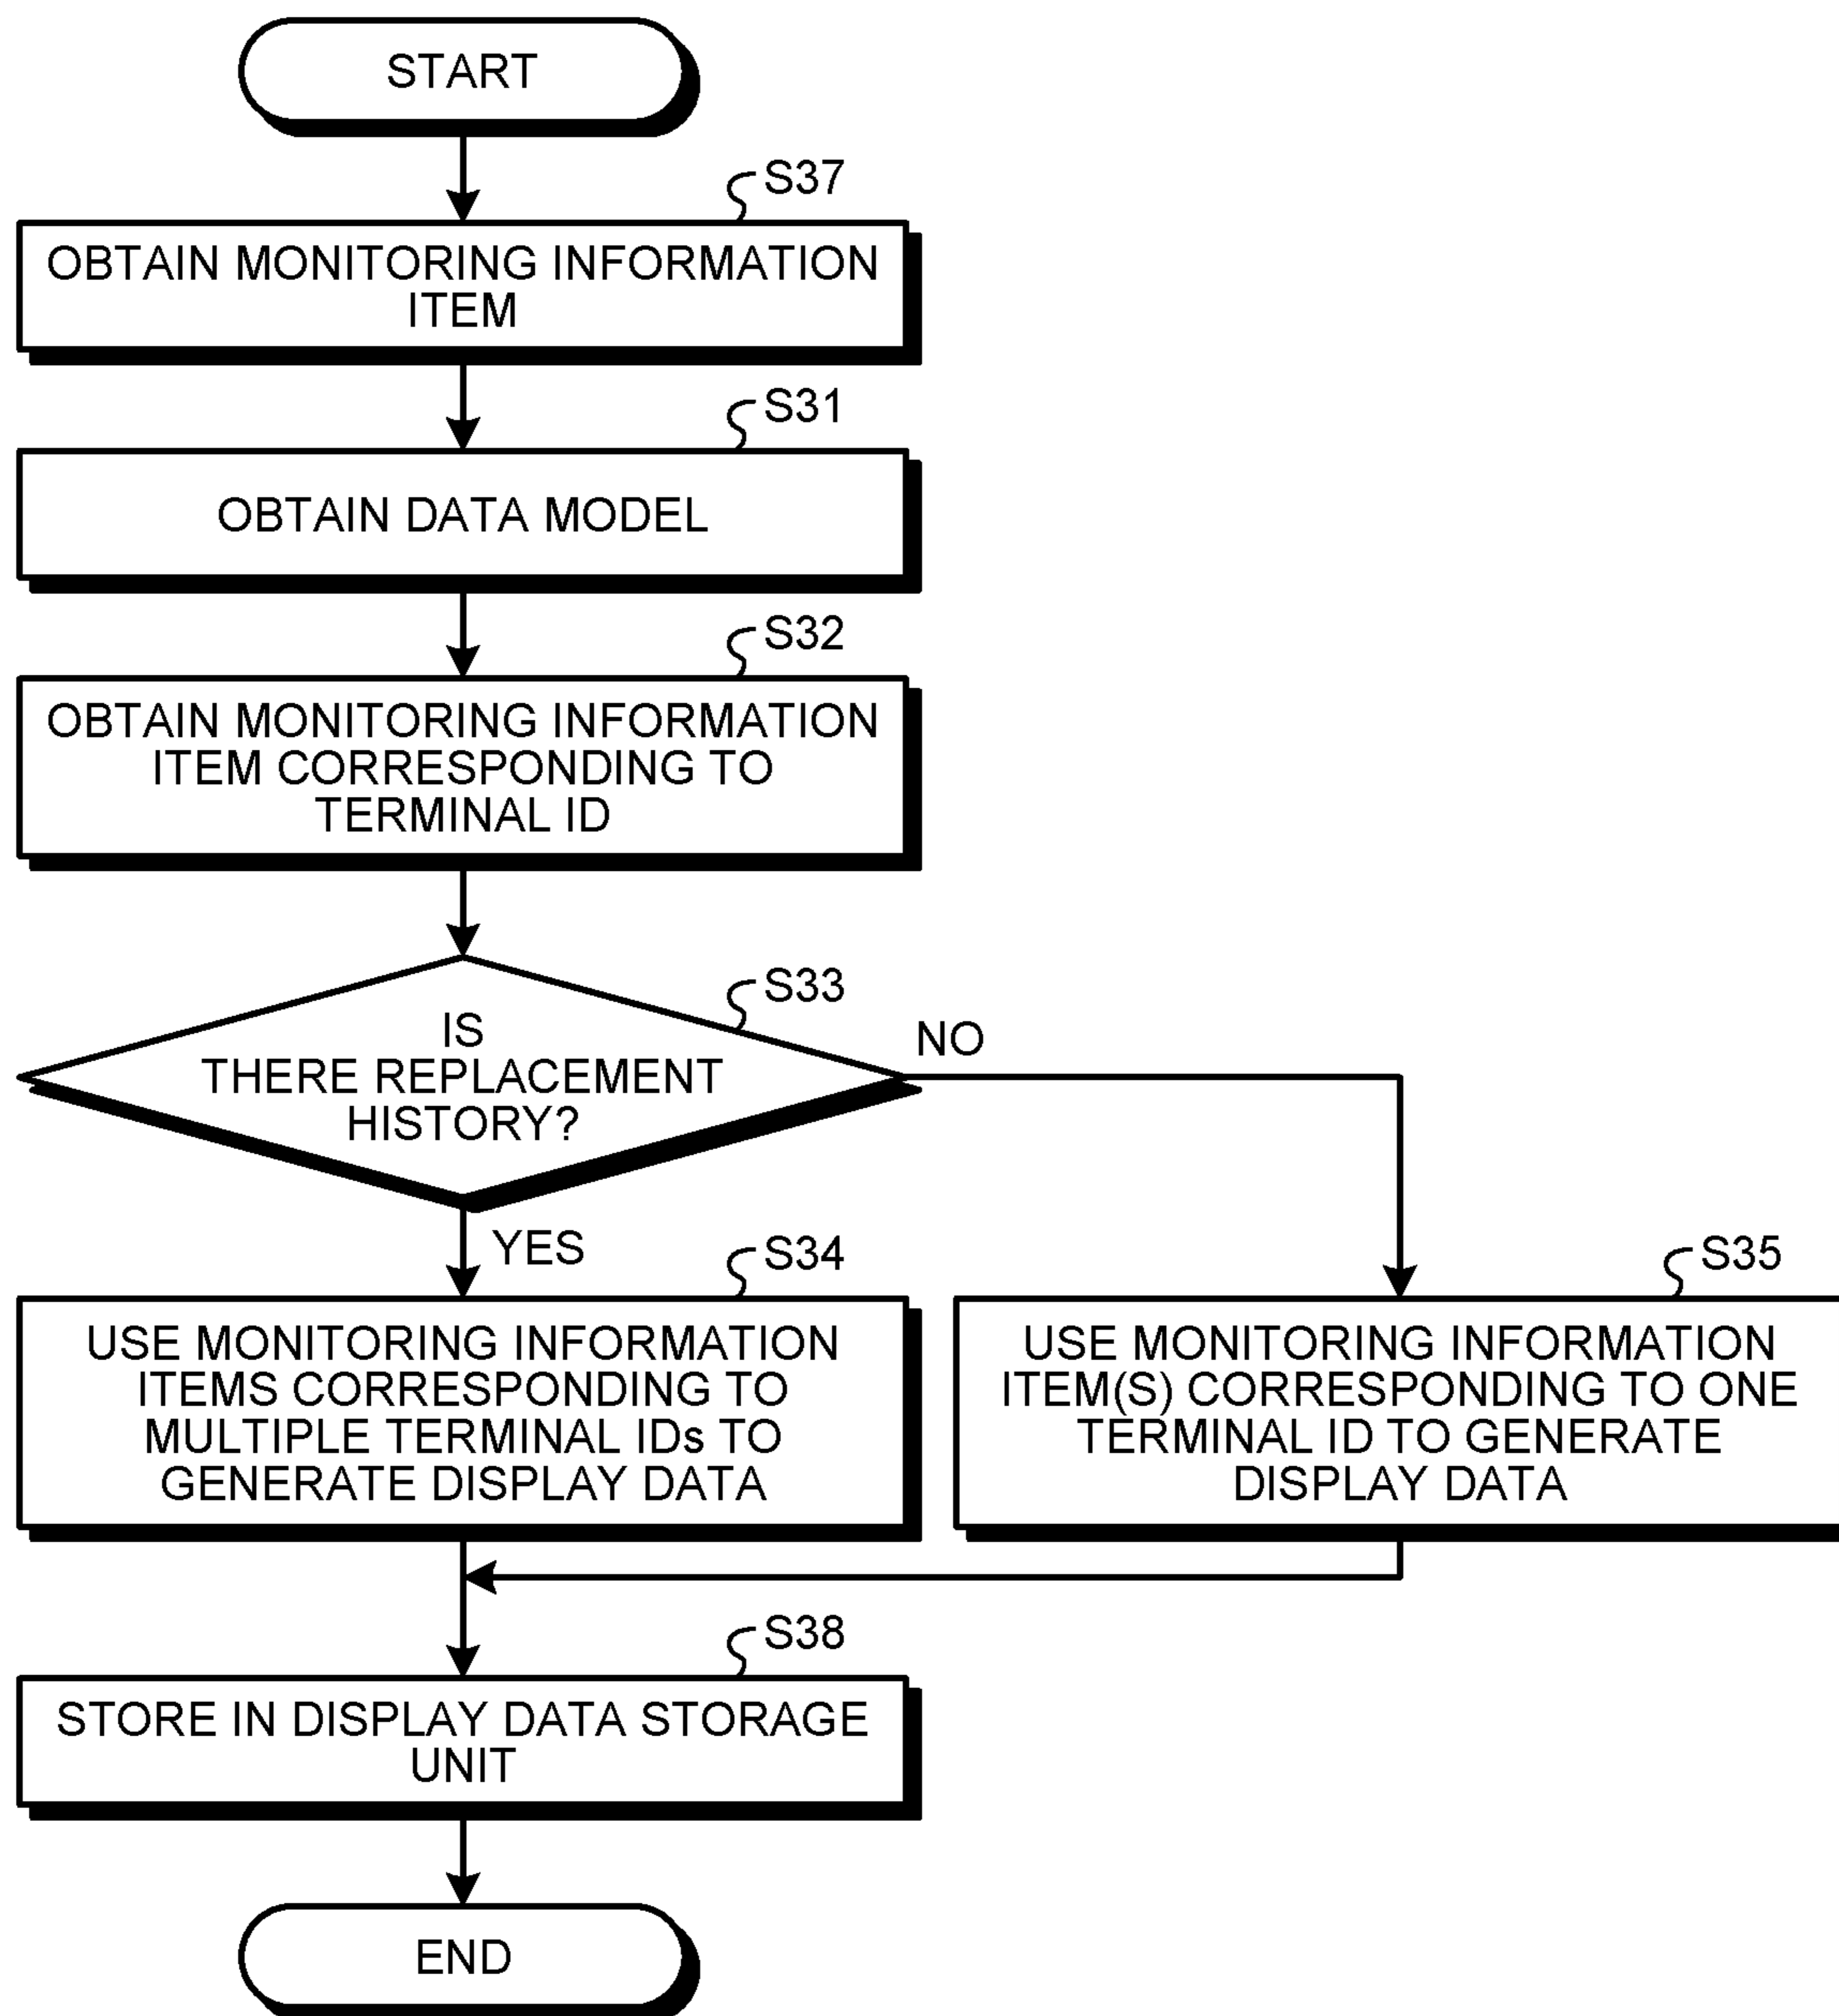 START
S37
OBTAIN MONITORING INFORMATION
ITEM
S31
OBTAIN DATA MODEL
S32
OBTAIN MONITORING INFORMATION
ITEM CORRESPONDING TO
TERMINAL ID
S33
IS
THERE REPLACEMENT
HISTORY?
NO
YES
S34
USE MONITORING INFORMATION
ITEMS CORRESPONDING TO
MULTIPLE TERMINAL IDs TO
GENERATE DISPLAY DATA
S35
USE MONITORING INFORMATION
ITEM(S) CORRESPONDING TO ONE
TERMINAL ID TO GENERATE
DISPLAY DATA
S38
STORE IN DISPLAY DATA STORAGE
UNIT
END